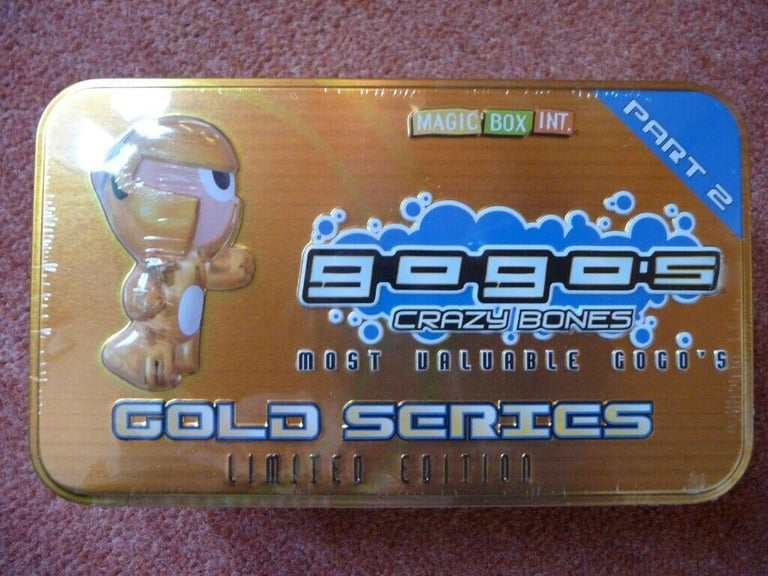 MAGIC BOX INT.
PART 2
gogo's
CRAZY BONES
MOST VALUABLE GOGO'S
GOLD SERIES
LIMITED EDITION